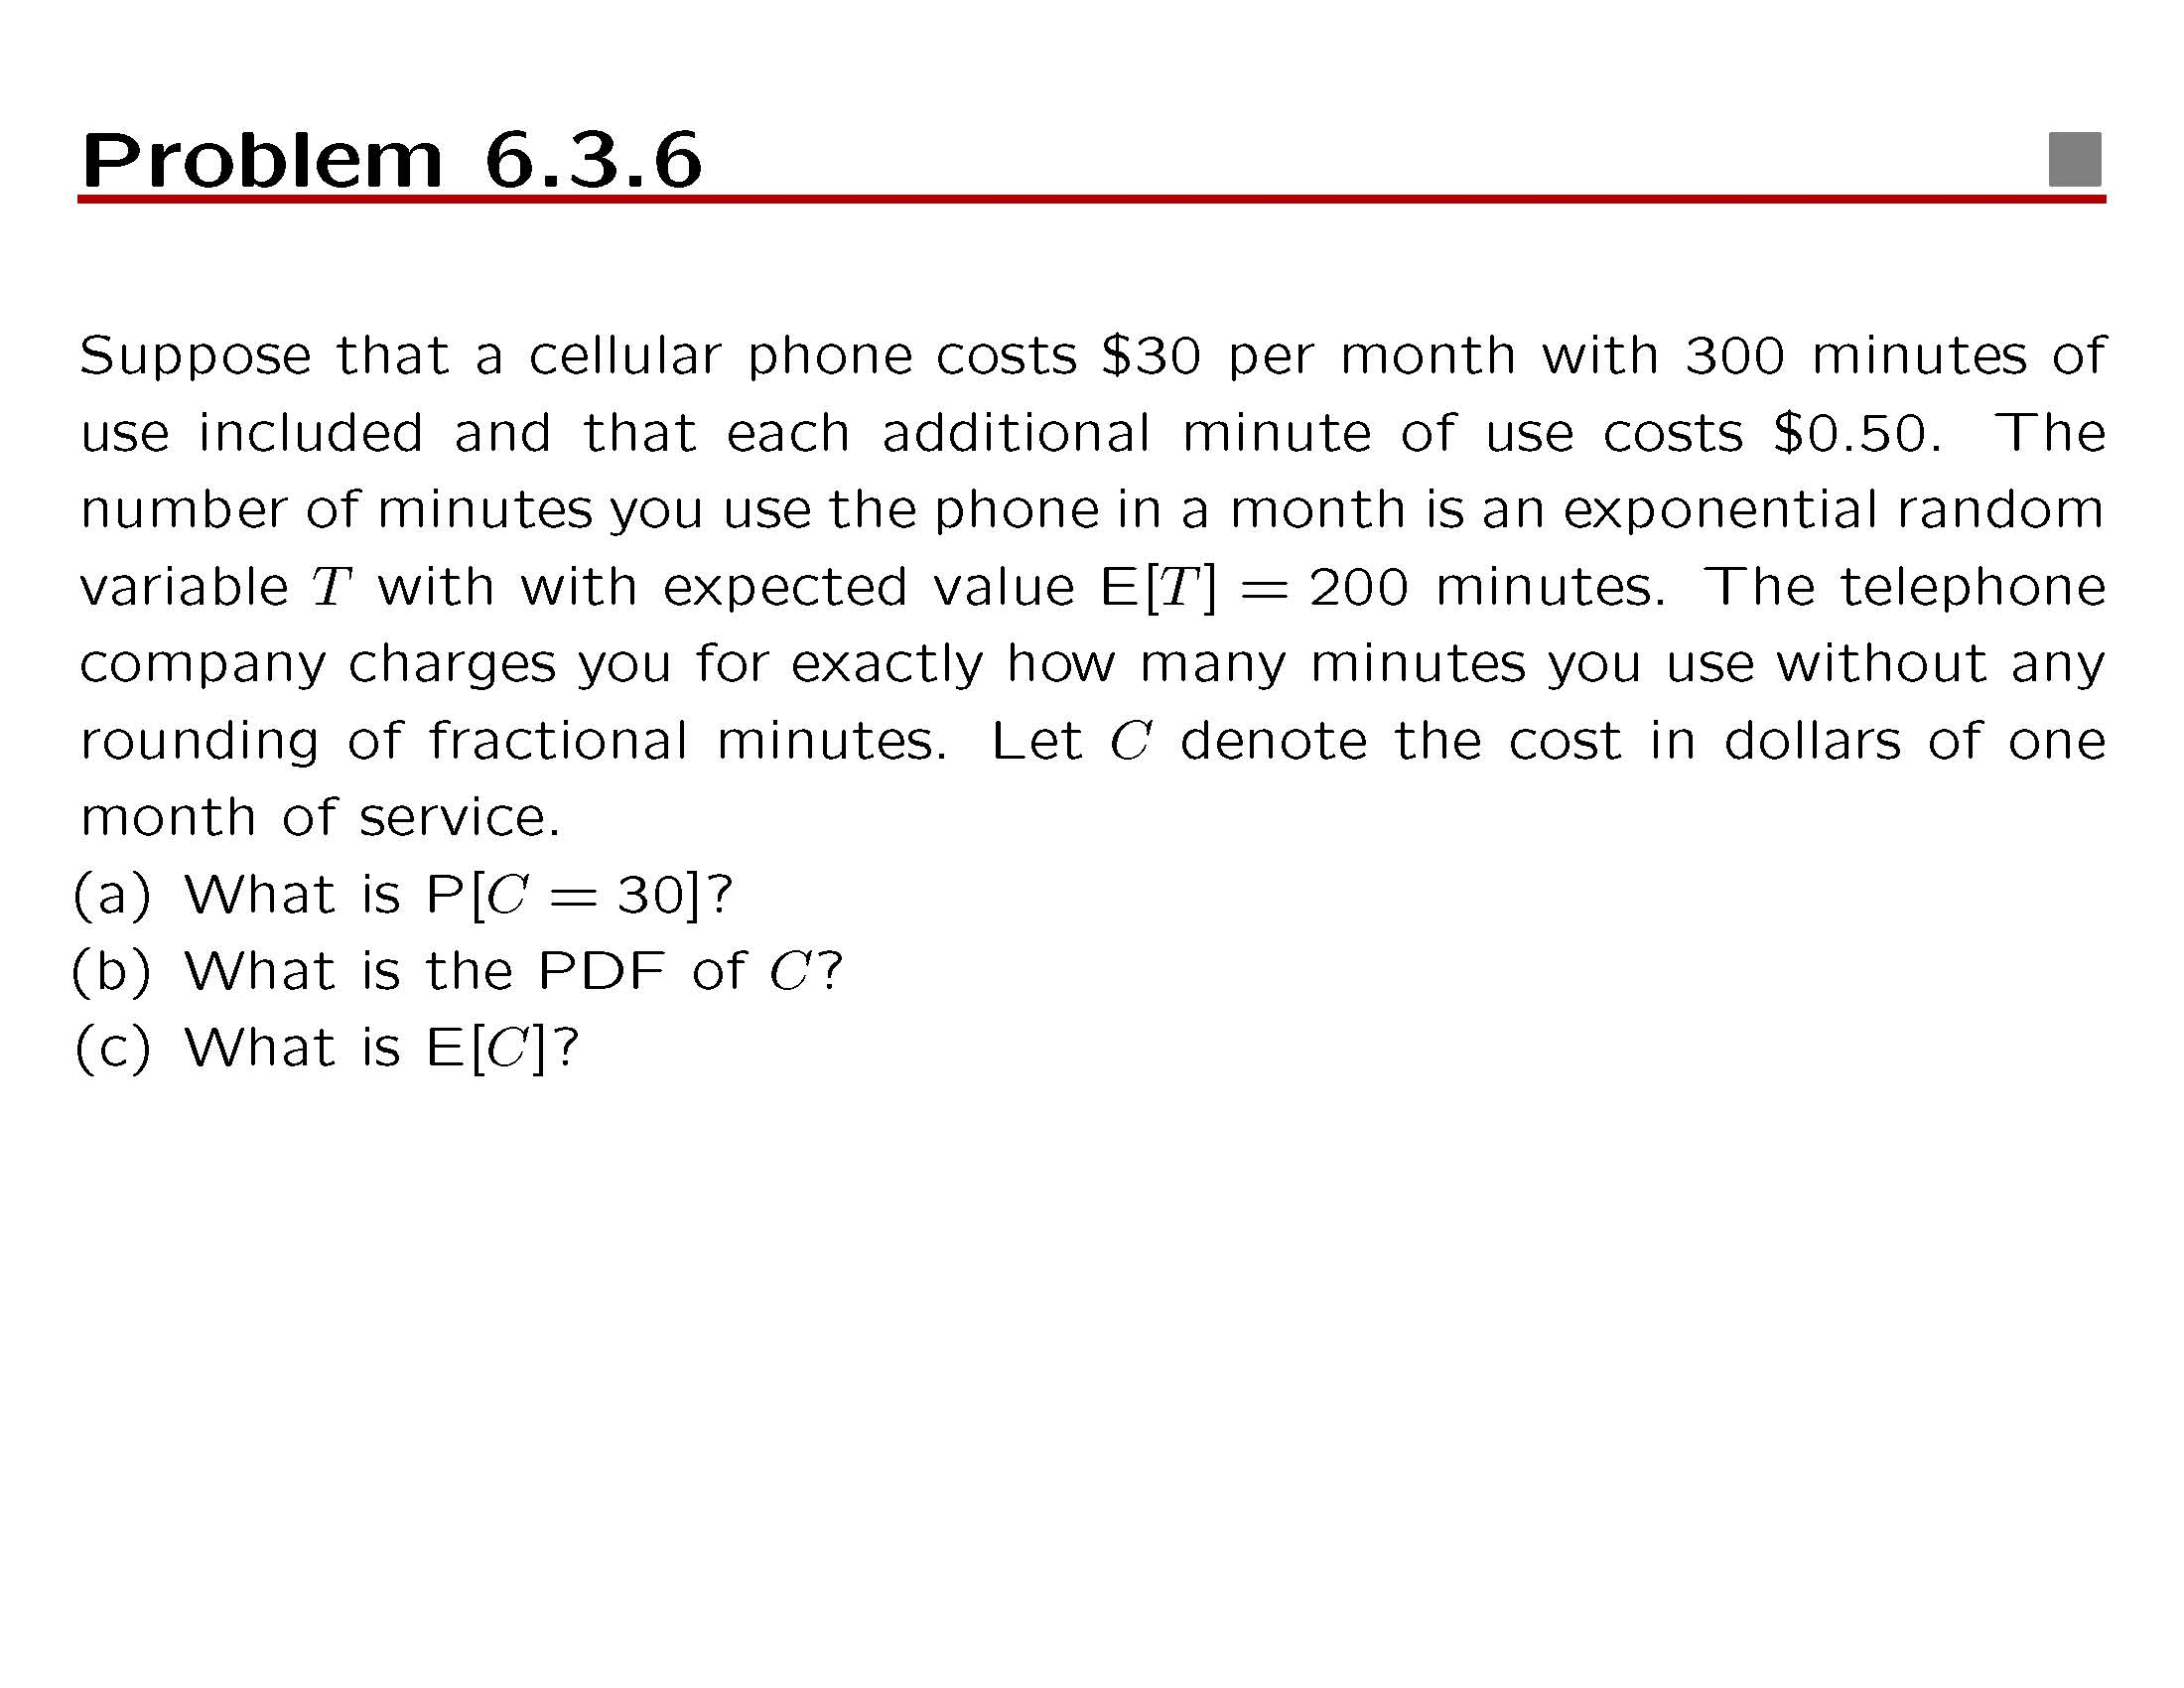 Problem 6.3.6
Suppose that a cellular phone costs $30 per month with 300 minutes of
use included and that each additional minute of use costs $0.50. The
number of minutes you use the phone in a month is an exponential random
variable T with with expected value E[T] = 200 minutes. The telephone
company charges you for exactly how many minutes you use without any
rounding of fractional minutes. Let C denote the cost in dollars of one
month of service.
(a) What is P[C = 30]?
(b) What is the PDF of C?
(c) What is E[C]?